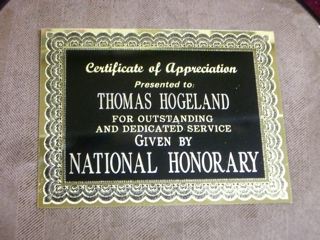 Certificate of Appreciation
Presented to:
THOMAS HOGELAND
FOR OUTSTANDING
AND DEDICATED SERVICE
GIVEN BY
NATIONAL HONORARY